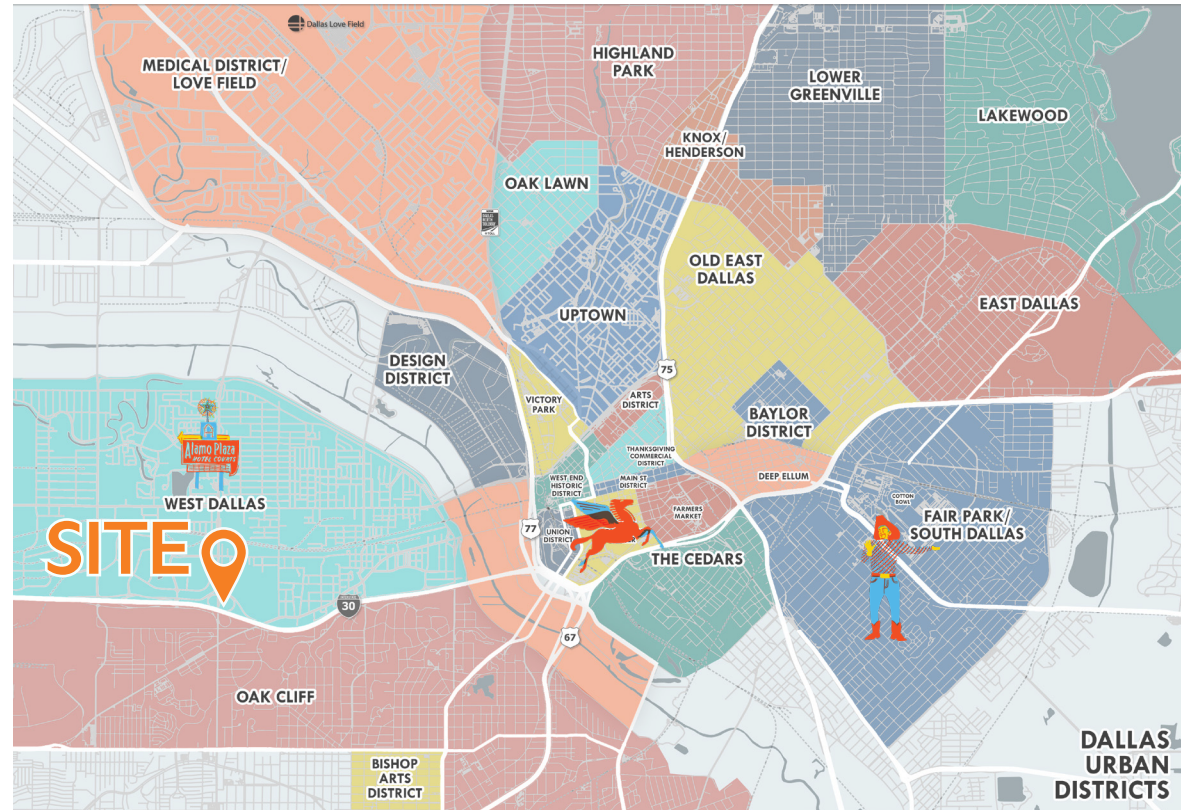 Dallas Love Field
MEDICAL DISTRICT/
LOVE FIELD
HIGHLAND
PARK
LOWER
GREENVILLE
LAKEWOOD
KNOX/
HENDERSON
OAK LAWN
OLD EAST
DALLAS
EAST DALLAS
UPTOWN
DESIGN
DISTRICT
75
VICTORY
PARK
ARTS
DISTRICT
BAYLOR
DISTRICT
Alamo Plaza
HOTEL COURTS
THANKSGIVING
COMMERCIAL
DISTRICT
WEST END
HISTORIC
DISTRICT
MAIN ST
DISTRICT
DEEP ELLUM
WEST DALLAS
COTTON
BOWL
FARMERS
MARKET
FAIR PARK/
SOUTH DALLAS
77
UNION
DISTRICT
SITE
THE CEDARS
30
67
OAK CLIFF
BISHOP
ARTS
DISTRICT
DALLAS
URBAN
DISTRICTS